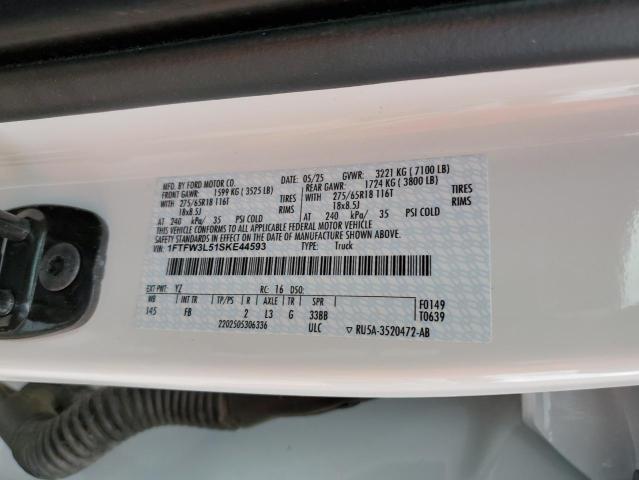 MFD. BY FORD MOTOR CO.
DATE: 05/25 GVWR: 3221 KG ( 7100 LB)
FRONT GAWR: 1599 KG ( 3525 LB) REAR GAWR: 1724 KG ( 3800 LB)
WITH 275/65R18 116T TIRES WITH 275/65R18 116T TIRES
18x8.5J RIMS 18x8.5J RIMS
AT 240 kPa/ 35 PSI COLD AT 240 kPa/ 35 PSI COLD
THIS VEHICLE CONFORMS TO ALL APPLICABLE FEDERAL MOTOR VEHICLE
SAFETY AND THEFT PREVENTION STANDARDS IN EFFECT ON THE DATE OF MANUFACTURE SHOWN ABOVE.
VIN: 1FTFW3L51SKE44593 TYPE: Truck
EXT PNT: YZ RC: 16 DSO:
WB INT TR TP/PS R AXLE TR SPR F0149
145 FB 2 L3 G 33BB T0639
2202505306336 ULC ▽ RU5A-3520472-AB